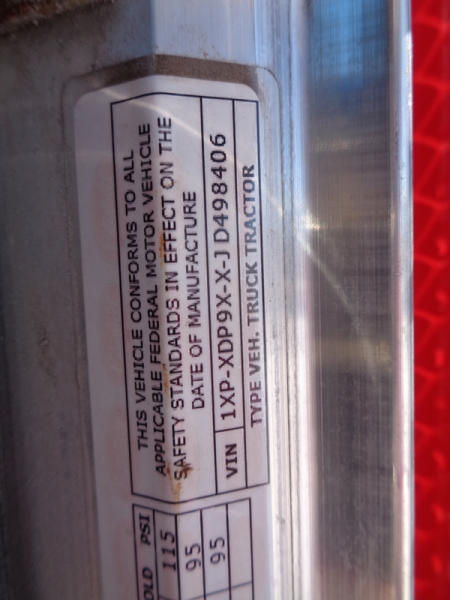 THIS VEHICLE CONFORMS TO ALL
APPLICABLE FEDERAL MOTOR VEHICLE
SAFETY STANDARDS IN EFFECT ON THE
DATE OF MANUFACTURE
VIN 1XP-XDP9X-X-JD498406
TYPE VEH. TRUCK TRACTOR
PSI
115
95
95